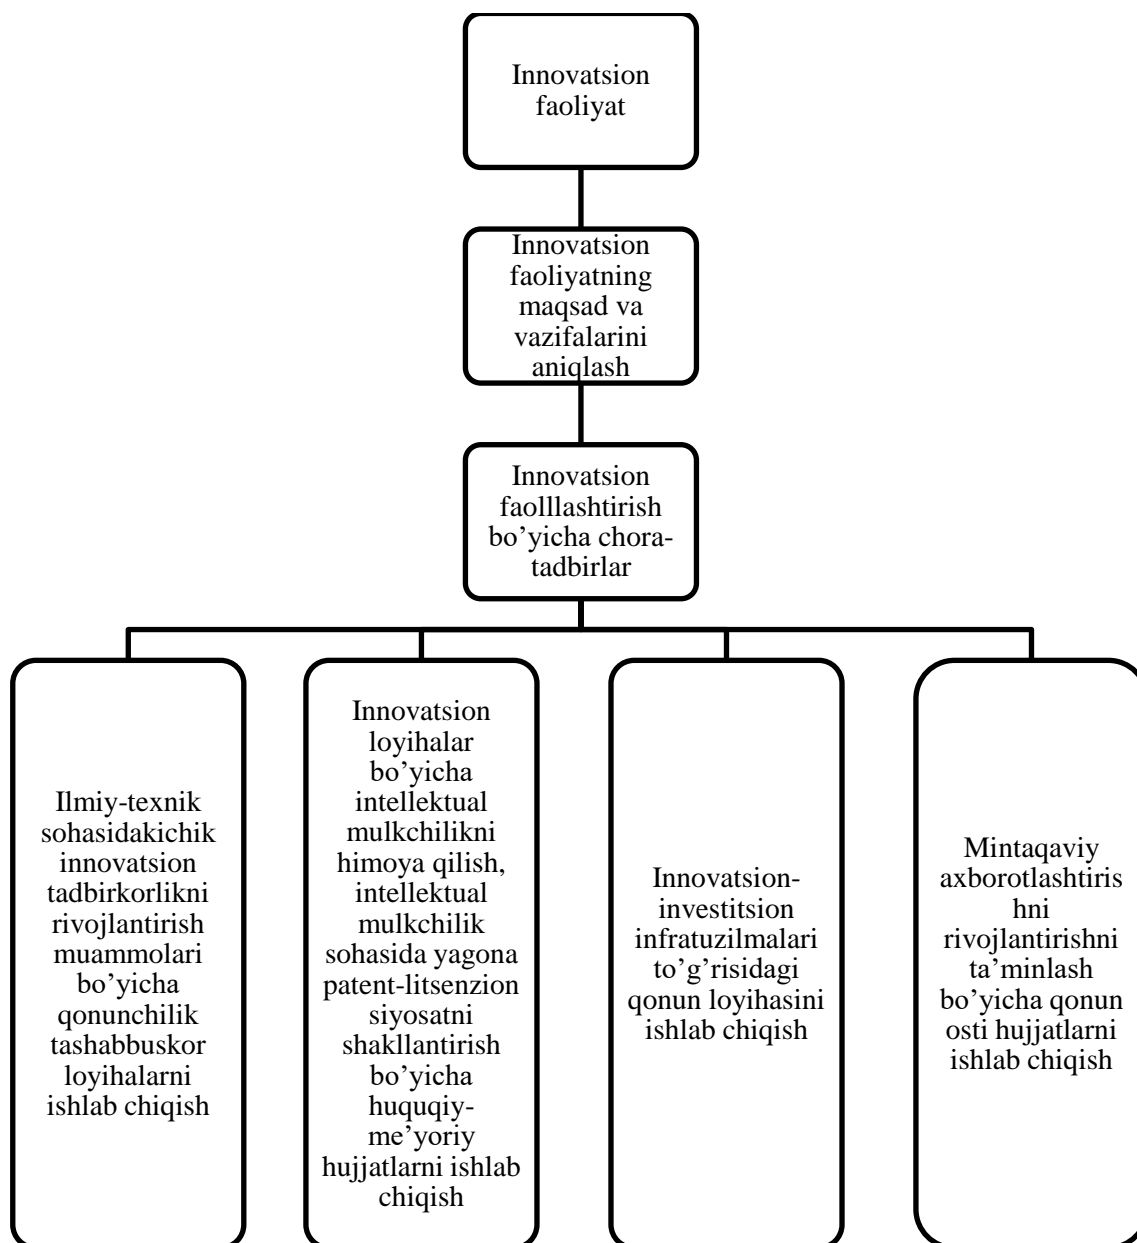 Innovatsion
faoliyat
Innovatsion
faoliyatning
maqsad va
vazifalarini
aniqlash
Innovatsion
faolllashtirish
bo’yicha chora-
tadbirlar
Ilmiy-texnik
sohasidakichik
innovatsion
tadbirkorlikni
rivojlantirish
muammolari
bo’yicha
qonunchilik
tashabbuskor
loyihalarni
ishlab chiqish
Innovatsion
loyihalar
bo’yicha
intellektual
mulkchilikni
himoya qilish,
intellektual
mulkchilik
sohasida yagona
patent-litsenzion
siyosatni
shakllantirish
bo’yicha
huquqiy-
me’yoriy
hujjatlarni ishlab
chiqish
Innovatsion-
investitsion
infratuzilmalari
to’g’risidagi
qonun loyihasini
ishlab chiqish
Mintaqaviy
axborotlashtiris
hni
rivojlantirishni
ta’minlash
bo’yicha qonun
osti hujjatlarni
ishlab chiqish